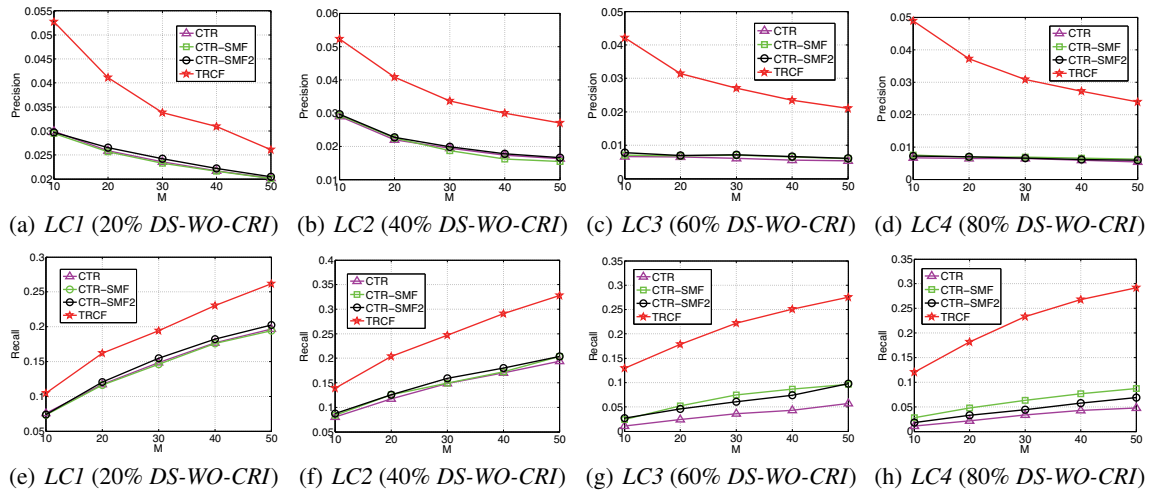 0.055
0.05
0.045
0.04
0.035
0.03
0.025
0.02
Precision
10 20 30 40 50
M
CTR
CTR−SMF
CTR−SMF2
TRCF
(a) LC1 (20% DS-WO-CRI)
0.06
0.05
0.04
0.03
0.02
0.01
Precision
10 20 30 40 50
M
CTR
CTR−SMF
CTR−SMF2
TRCF
(b) LC2 (40% DS-WO-CRI)
0.05
0.04
0.03
0.02
0.01
0
Precision
10 20 30 40 50
M
CTR
CTR−SMF
CTR−SMF2
TRCF
(c) LC3 (60% DS-WO-CRI)
0.05
0.04
0.03
0.02
0.01
0
Precision
10 20 30 40 50
M
CTR
CTR−SMF
CTR−SMF2
TRCF
(d) LC4 (80% DS-WO-CRI)
0.3
0.25
0.2
0.15
0.1
0.05
Recall
10 20 30 40 50
M
CTR
CTR−SMF
CTR−SMF2
TRCF
(e) LC1 (20% DS-WO-CRI)
0.4
0.35
0.3
0.25
0.2
0.15
0.1
0.05
Recall
10 20 30 40 50
M
CTR
CTR−SMF
CTR−SMF2
TRCF
(f) LC2 (40% DS-WO-CRI)
0.35
0.3
0.25
0.2
0.15
0.1
0.05
0
Recall
10 20 30 40 50
M
CTR
CTR−SMF
CTR−SMF2
TRCF
(g) LC3 (60% DS-WO-CRI)
0.35
0.3
0.25
0.2
0.15
0.1
0.05
0
Recall
10 20 30 40 50
M
CTR
CTR−SMF
CTR−SMF2
TRCF
(h) LC4 (80% DS-WO-CRI)